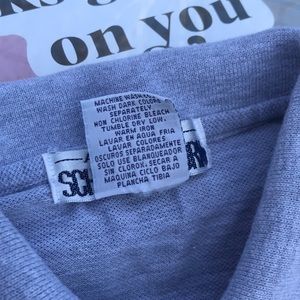 on you
MACHINE WASH
WASH DARK COLORS
SEPARATELY
NON CHLORINE BLEACH
TUMBLE DRY LOW.
WARM IRON
LAVAR EN AGUA FRIA
LAVAR COLORES
OSCUROS SEPARADAMENTE
SOLO USE BLANQUEADOR
SIN CLOROX. SECAR A
MAQUINA CICLO BAJO
PLANCHA TIBIA